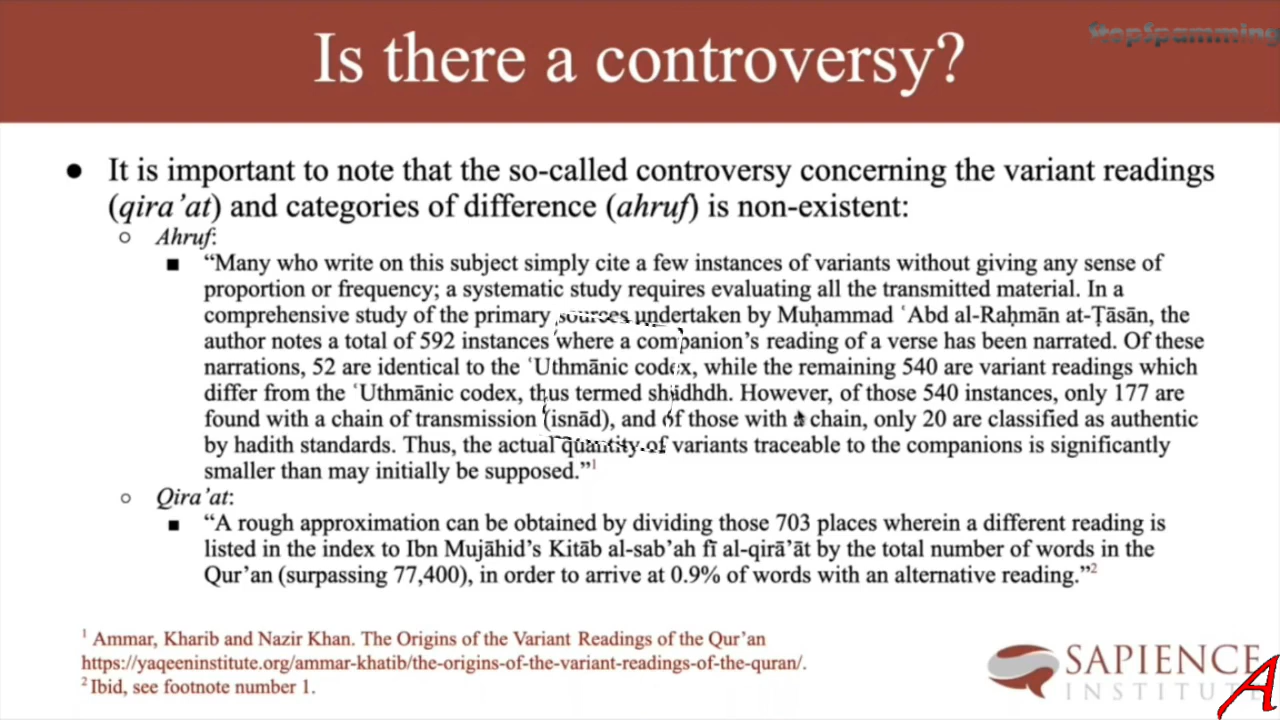 StopSpamming
Is there a controversy?
● It is important to note that the so-called controversy concerning the variant readings
(qira’at) and categories of difference (ahruf) is non-existent:
○ Ahruf:
■ “Many who write on this subject simply cite a few instances of variants without giving any sense of
proportion or frequency; a systematic study requires evaluating all the transmitted material. In a
comprehensive study of the primary sources undertaken by Muḥammad ʿAbd al-Raḥmān at-Ṭāsān, the
author notes a total of 592 instances where a companion’s reading of a verse has been narrated. Of these
narrations, 52 are identical to the ʿUthmānic codex, while the remaining 540 are variant readings which
differ from the ʿUthmānic codex, thus termed shādhdh. However, of those 540 instances, only 177 are
found with a chain of transmission (isnād), and of those with a chain, only 20 are classified as authentic
by hadith standards. Thus, the actual quantity of variants traceable to the companions is significantly
smaller than may initially be supposed.”1
○ Qira’at:
■ “A rough approximation can be obtained by dividing those 703 places wherein a different reading is
listed in the index to Ibn Mujāhid’s Kitāb al-sab’ah fī al-qirā’āt by the total number of words in the
Qur’an (surpassing 77,400), in order to arrive at 0.9% of words with an alternative reading.”2
1 Ammar, Kharib and Nazir Khan. The Origins of the Variant Readings of the Qur’an
https://yaqeeninstitute.org/ammar-khatib/the-origins-of-the-variant-readings-of-the-quran/.
2 Ibid, see footnote number 1.
SAPIENCE
INSTITUTE
A